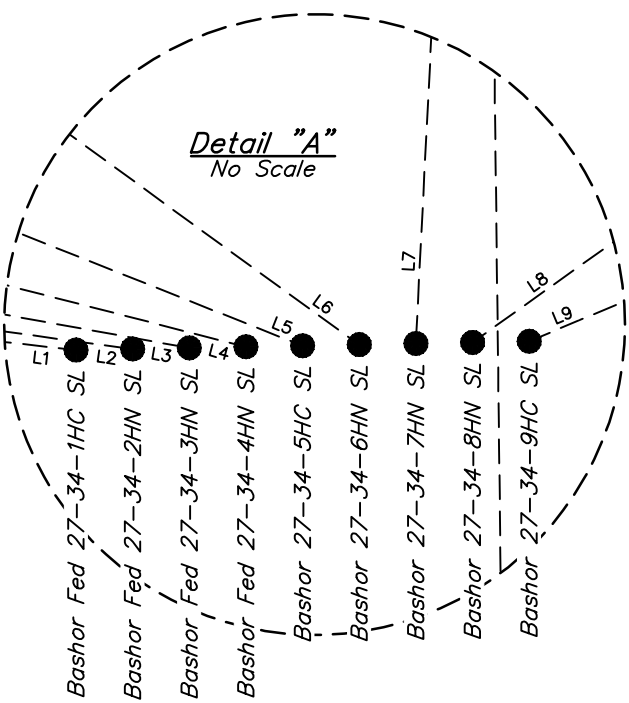 Detail "A"
No Scale
L7
L8
L6
L9
L5
L4
L3
L2
L1
Bashor Fed 27-34-1HC SL
Bashor Fed 27-34-2HN SL
Bashor Fed 27-34-3HN SL
Bashor Fed 27-34-4HN SL
Bashor 27-34-5HC SL
Bashor 27-34-6HN SL
Bashor 27-34-7HN SL
Bashor 27-34-8HN SL
Bashor 27-34-9HC SL